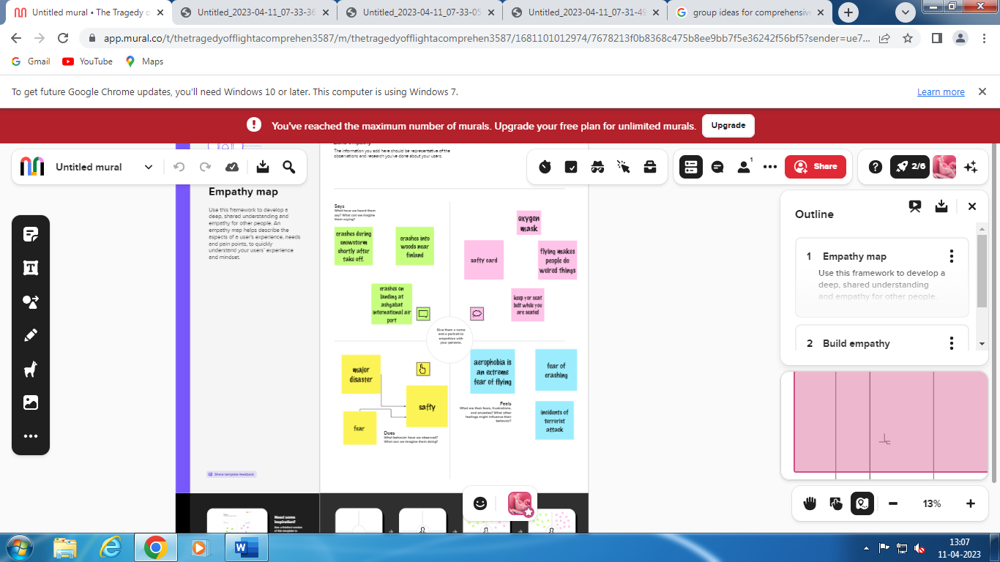 Untitled mural • The Tragedy o
Untitled_2023-04-11_07-33-36
Untitled_2023-04-11_07-33-05
Untitled_2023-04-11_07-31-49
group ideas for comprehensive
app.mural.co/t/thetragedyofflightacomprehen3587/m/thetragedyofflightacomprehen3587/1681101012974/7678213f0b8368c475b8ee9bb7f5e36242f56bf5?sender=ue7...
Gmail
YouTube
Maps
To get future Google Chrome updates, you'll need Windows 10 or later. This computer is using Windows 7.
Learn more
You've reached the maximum number of murals. Upgrade your free plan for unlimited murals.
Upgrade
The information you add here should be representative of the
observations and research you've done about your users.
Untitled mural
1
Share
2/6
Empathy map
Use this framework to develop a
deep, shared understanding and
empathy for other people. An
empathy map helps describe the
aspects of a user's experience, needs
and pain points, to quickly
understand your users' experience
and mindset.
Says
What have we heard them
say? What can we imagine
them saying?
crashes during
snowstorm
shortly after
take off.
crashes into
woods near
finland
crashes on
landing at
ashgabat
international air
port
oxygen
mask
safty card
flying makes
people do
weired things
keep yor seat
belt while you
are seated
Give them a name
and a portrait to
empathize with
your persona.
major
disaster
safty
fear
Does
What behavior have we observed?
What can we imagine them doing?
aerophobia is
an extreme
fear of flying
fear of
crashing
incidents of
terrorist
attack
Feels
What are their fears, frustrations,
and anxieties? What other
feelings might influence their
behavior?
Share template feedback
Need some
inspiration?
See a finished version
of this template to
Outline
1 Empathy map
Use this framework to develop a
deep, shared understanding
and empathy for other people.
2 Build empathy
13%
13:07
11-04-2023